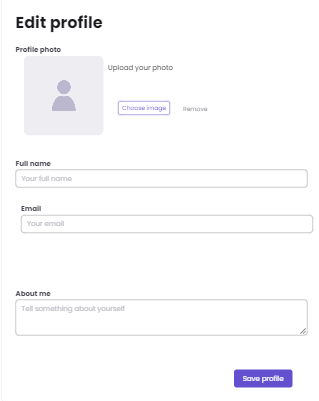 Edit profile
Profile photo
Upload your photo
Choose image
Remove
Full name
Your full name
Email
Your email
About me
Tell something about yourself
Save profile